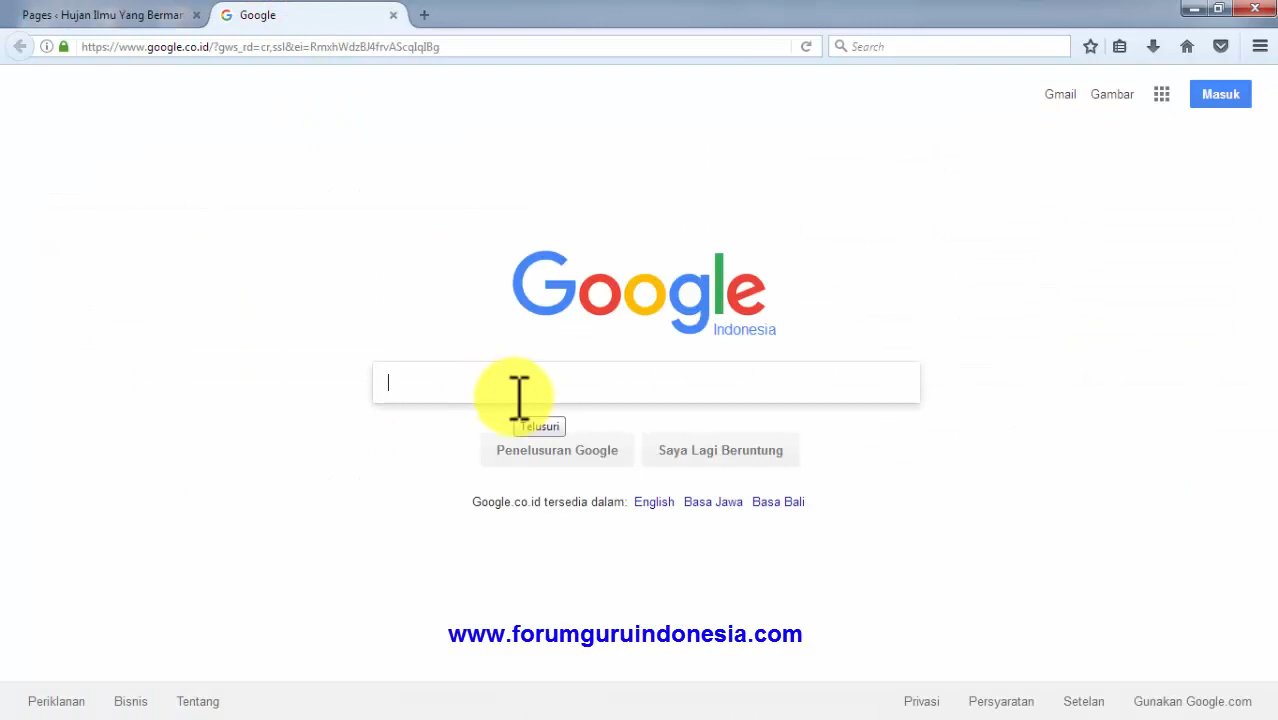 Pages ‹ Hujan Ilmu Yang Bermar
Google
https://www.google.co.id/?gws_rd=cr,ssl&ei=RmxhWdzBJ4frvAScqIqIBg
Search
Gmail Gambar Masuk
Google
Indonesia
Telusuri
Penelusuran Google Saya Lagi Beruntung
Google.co.id tersedia dalam: English Basa Jawa Basa Bali
www.forumguruindonesia.com
Periklanan Bisnis Tentang Privasi Persyaratan Setelan Gunakan Google.com